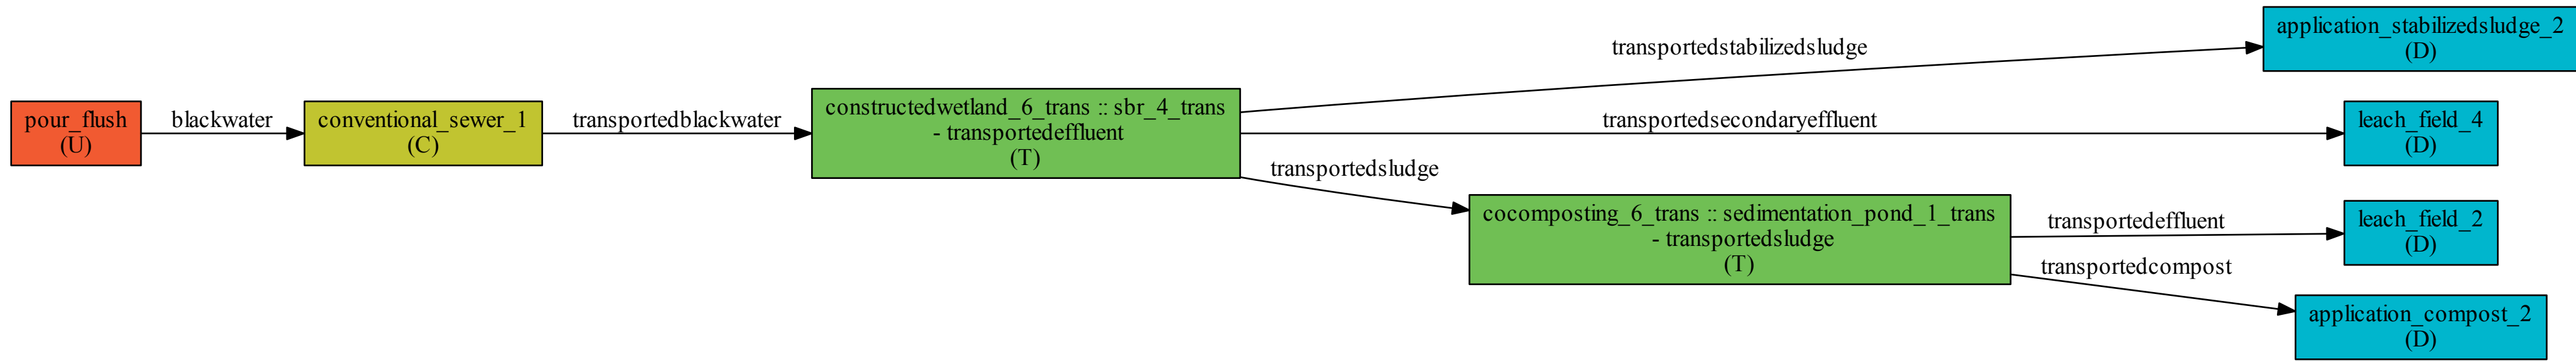 pour_flush
(U)
blackwater
conventional_sewer_1
(C)
transportedblackwater
constructedwetland_6_trans :: sbr_4_trans
- transportedeffluent
(T)
transportedstabilizedsludge
application_stabilizedsludge_2
(D)
transportedsecondaryeffluent
leach_field_4
(D)
transportedsludge
cocomposting_6_trans :: sedimentation_pond_1_trans
- transportedsludge
(T)
transportedeffluent
leach_field_2
(D)
transportedcompost
application_compost_2
(D)